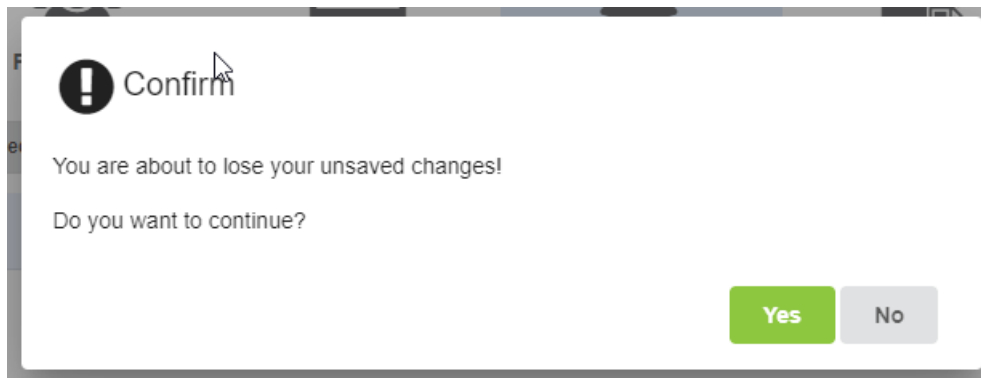 Confirm
You are about to lose your unsaved changes!
Do you want to continue?
Yes
No